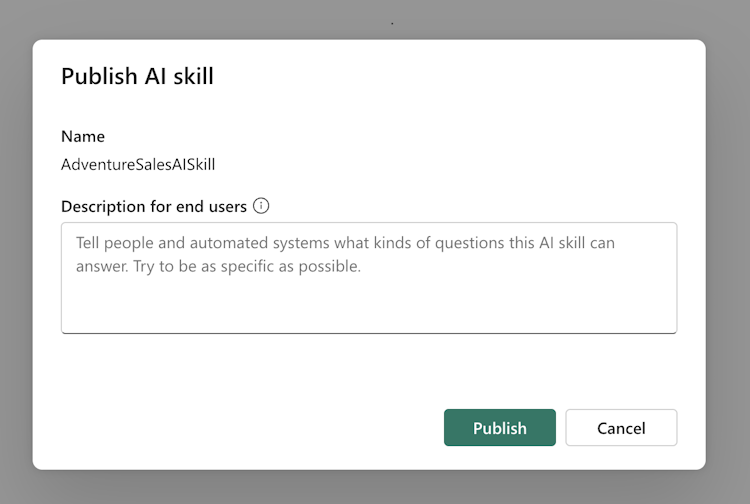 Publish AI skill
Name
AdventureSalesAISkill
Description for end users
Tell people and automated systems what kinds of questions this AI skill can
answer. Try to be as specific as possible.
Publish
Cancel